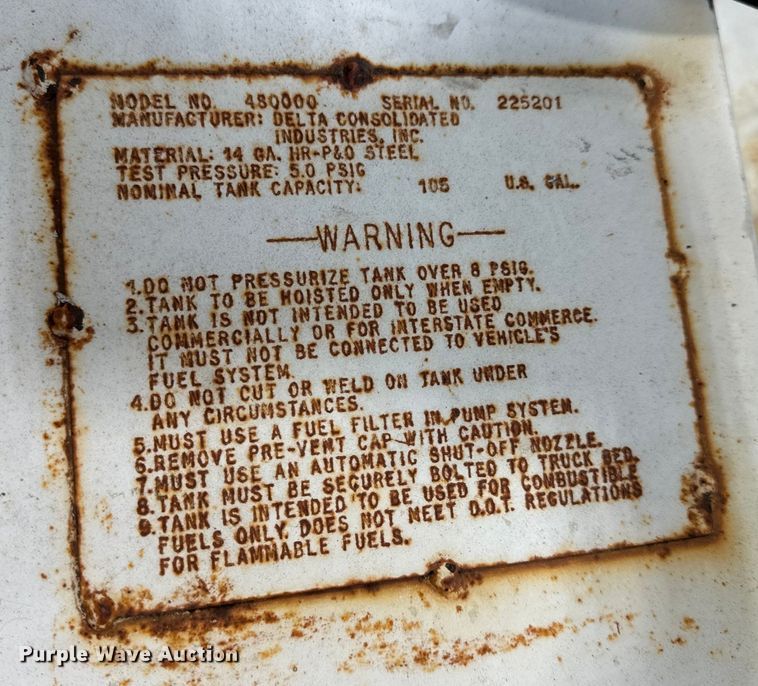 MODEL NO. 480000 SERIAL NO. 225201
MANUFACTURER: DELTA CONSOLIDATED
INDUSTRIES, INC.
MATERIAL: 14 GA. HR-P&O STEEL
TEST PRESSURE: 5.0 PSIG
NOMINAL TANK CAPACITY: 105 U.S. GAL.
WARNING
1. DO NOT PRESSURIZE TANK OVER 8 PSIG.
2. TANK TO BE HOISTED ONLY WHEN EMPTY.
3. TANK IS NOT INTENDED TO BE USED
COMMERCIALLY OR FOR INTERSTATE COMMERCE.
IT MUST NOT BE CONNECTED TO VEHICLE'S
FUEL SYSTEM.
4. DO NOT CUT OR WELD ON TANK UNDER
ANY CIRCUMSTANCES.
5. MUST USE A FUEL FILTER IN PUMP SYSTEM.
6. REMOVE PRE-VENT CAP WITH CAUTION.
7. MUST USE AN AUTOMATIC SHUT-OFF NOZZLE.
8. TANK MUST BE SECURELY BOLTED TO TRUCK BED.
9. TANK IS INTENDED TO BE USED FOR COMBUSTIBLE
FUELS ONLY. DOES NOT MEET D.O.T. REGULATIONS
FOR FLAMMABLE FUELS.
Purple Wave Auction